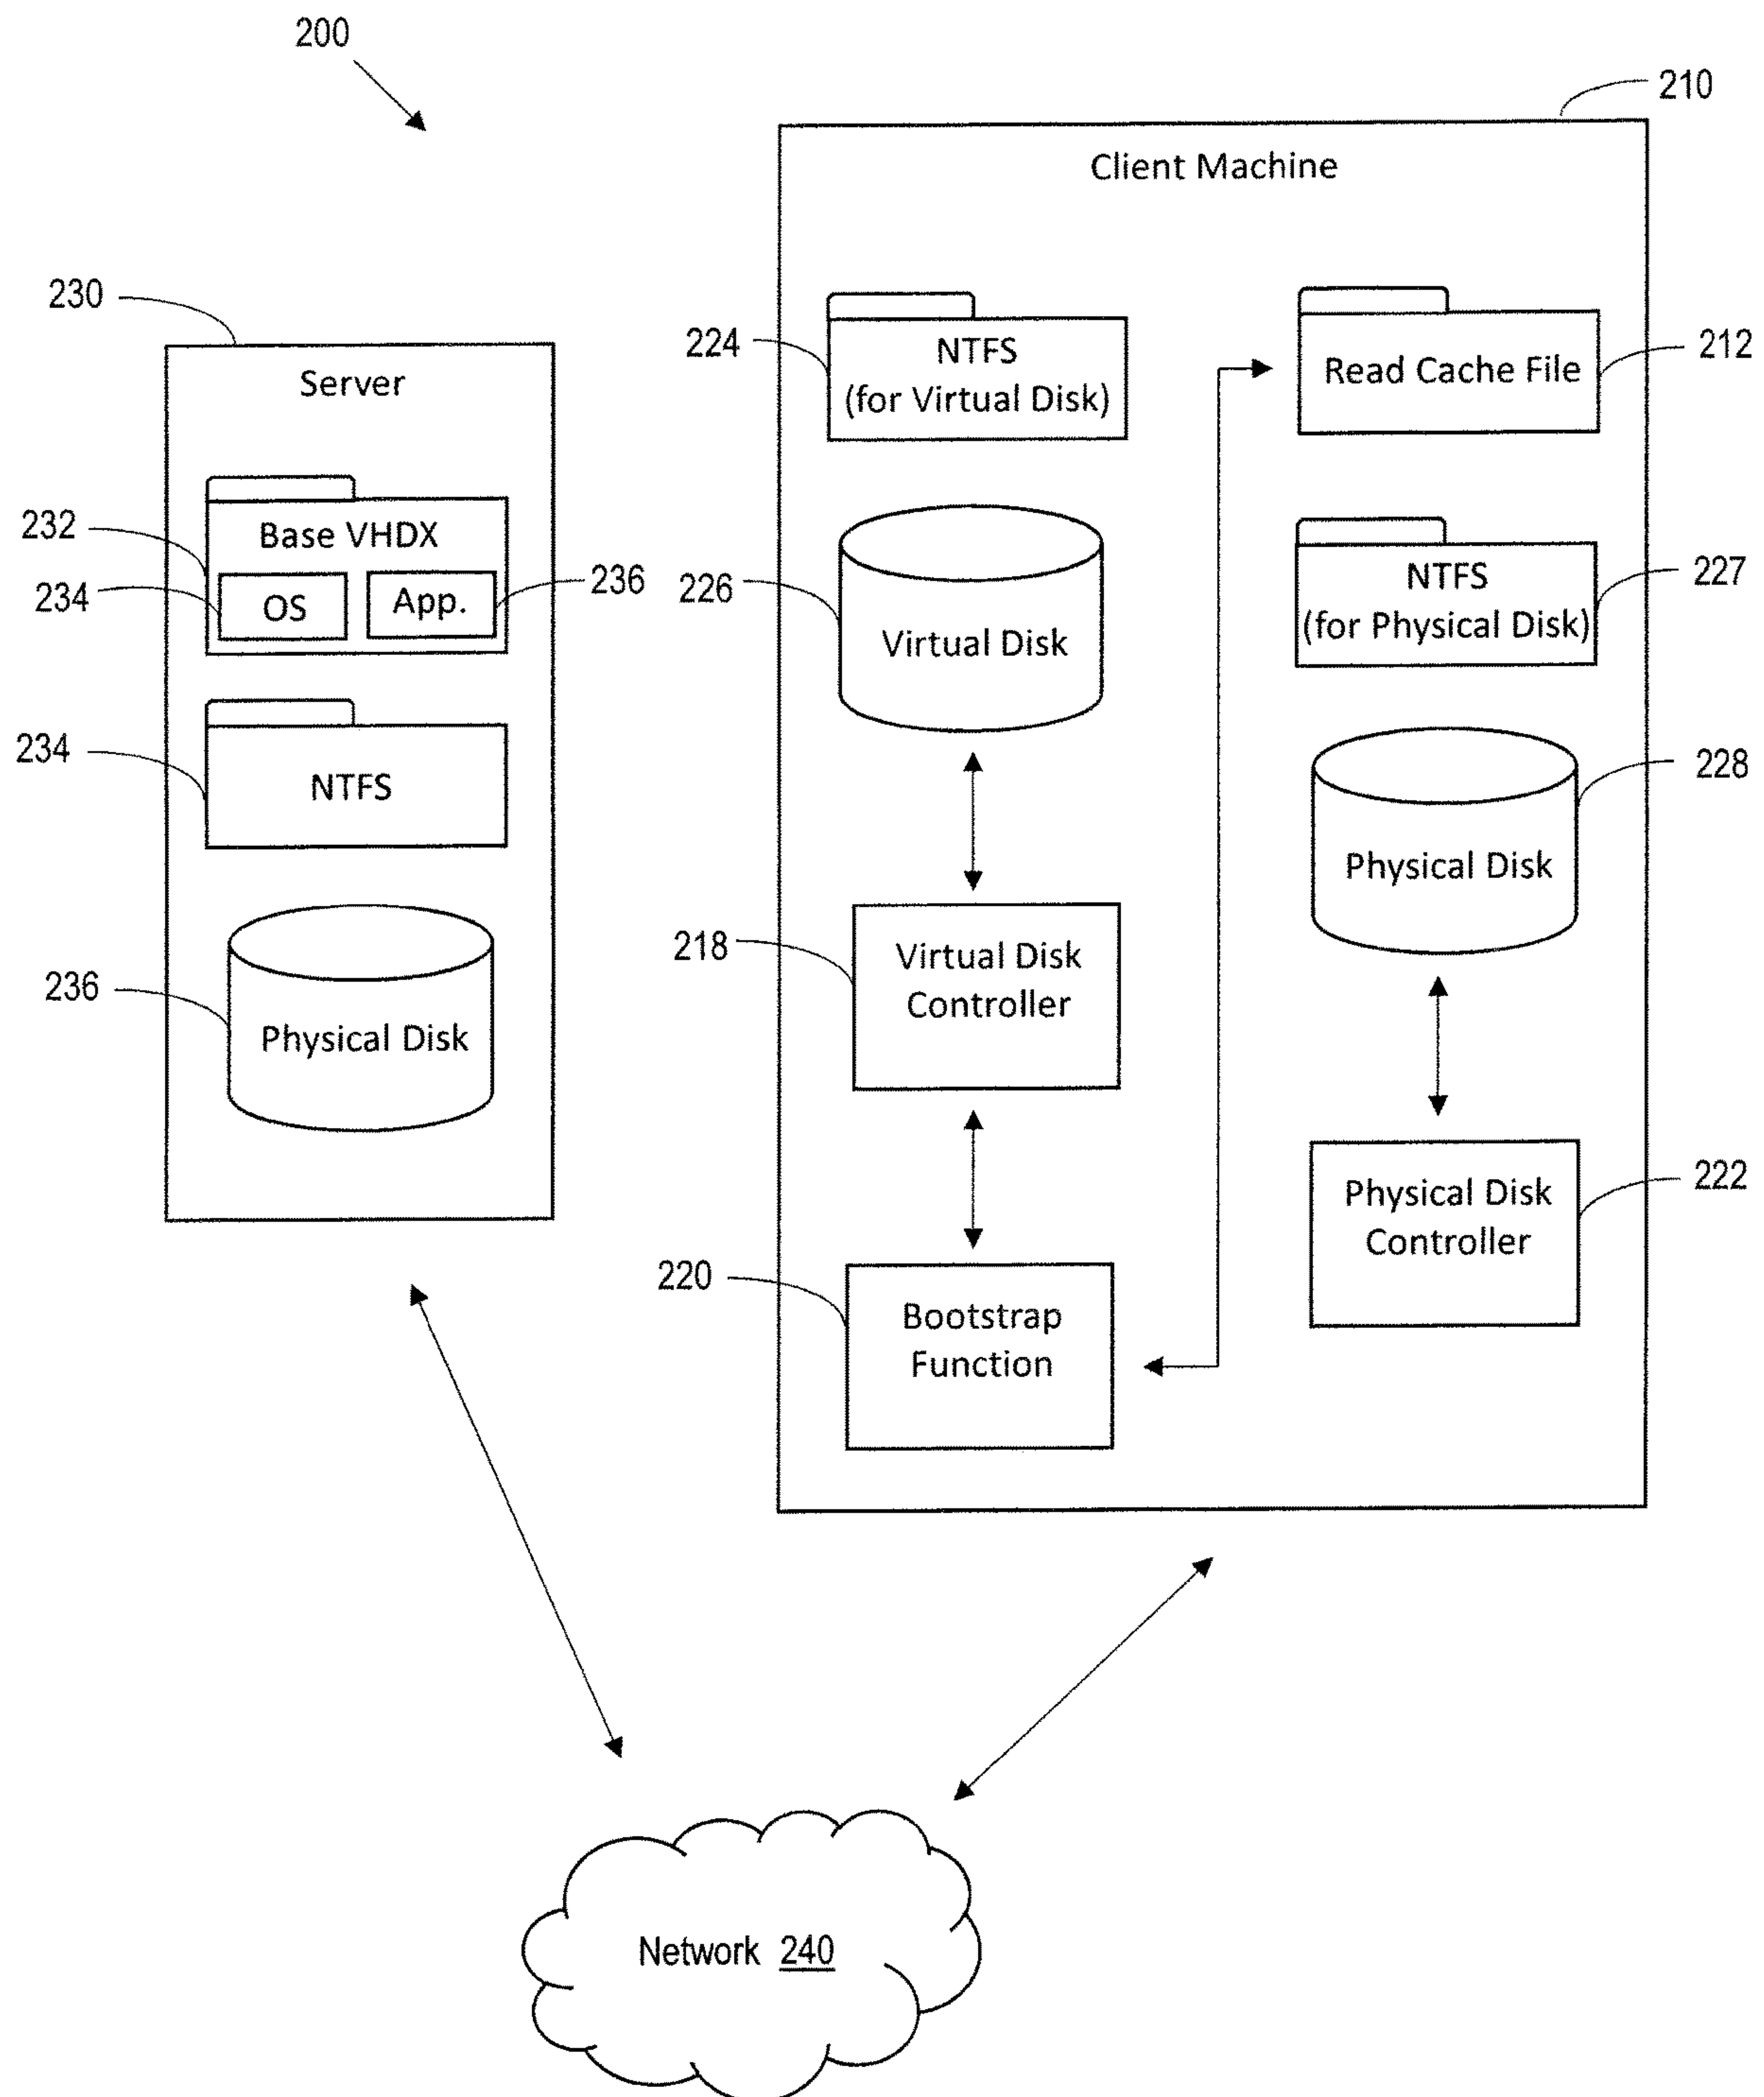 200
210
Client Machine
230
Server
232
Base VHDX
234
OS
App.
236
234
NTFS
236
Physical Disk
224
NTFS
(for Virtual Disk)
226
Virtual Disk
218
Virtual Disk
Controller
220
Bootstrap
Function
Read Cache File
212
NTFS
(for Physical Disk)
227
Physical Disk
228
Physical Disk
Controller
222
Network 240